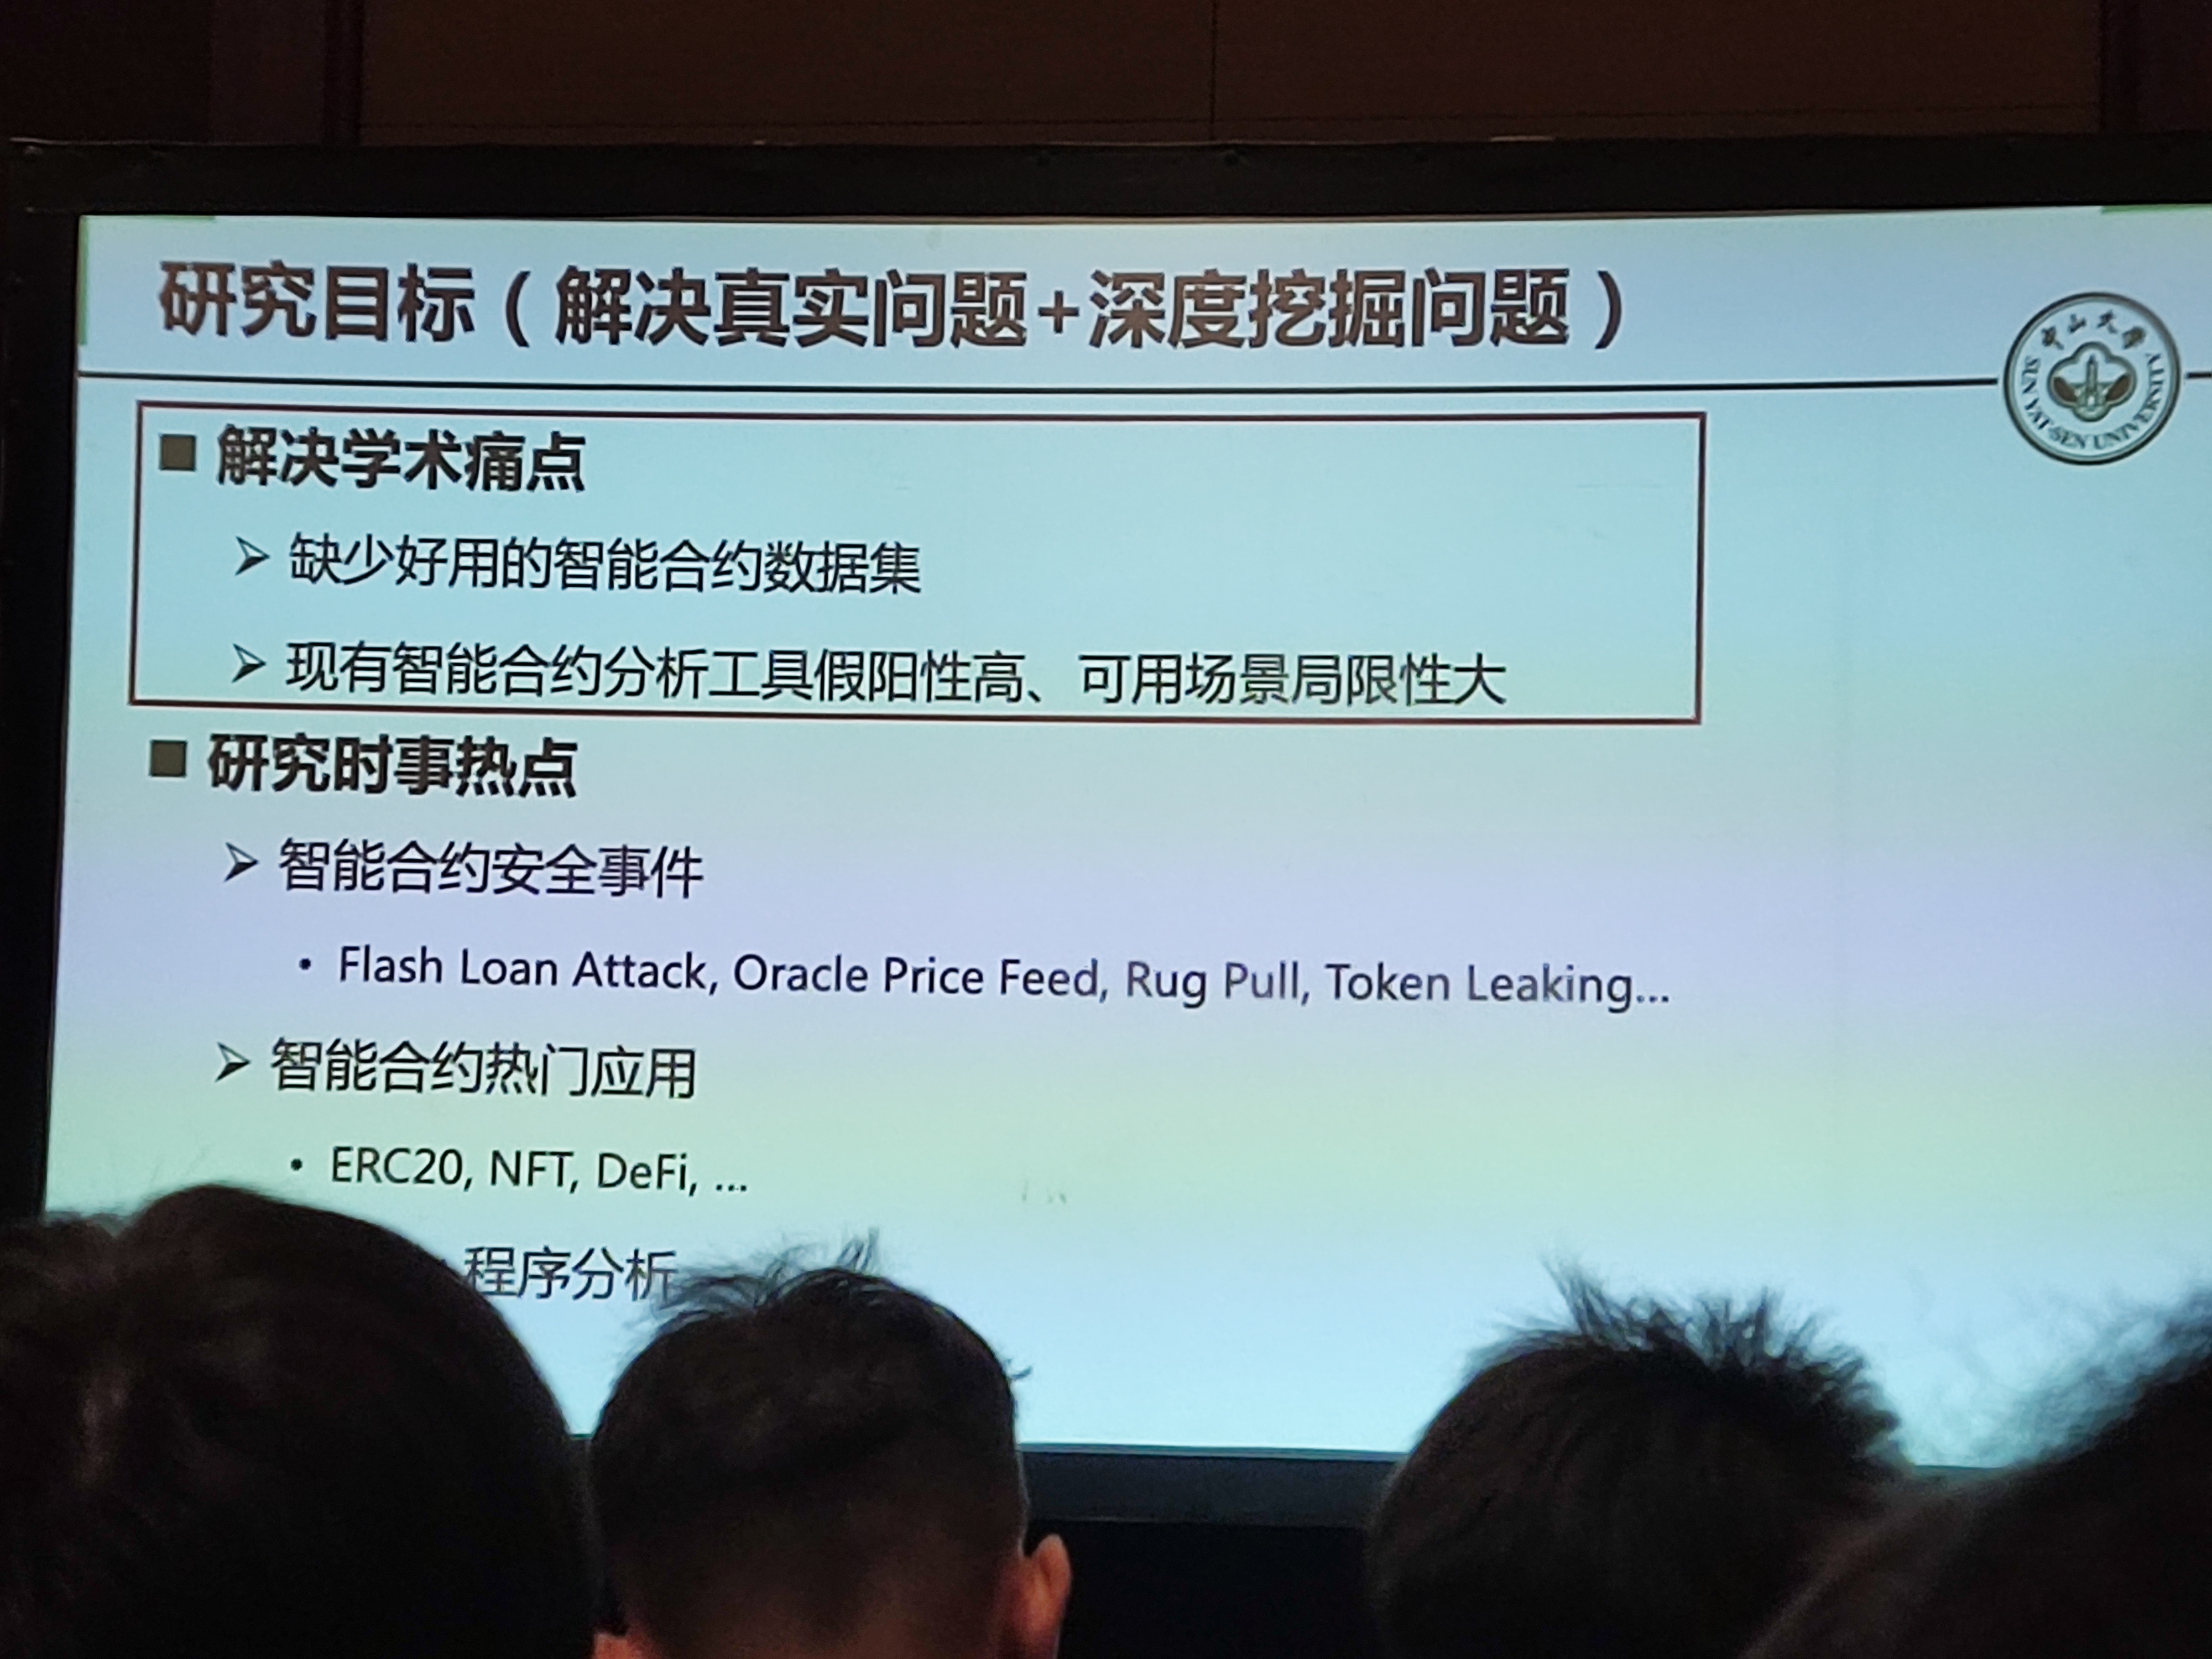 研究目标（解决真实问题+深度挖掘问题）
中山大學
SUN YAT-SEN UNIVERSITY
解决学术痛点
缺少好用的智能合约数据集
现有智能合约分析工具假阳性高、可用场景局限性大
研究时事热点
智能合约安全事件
Flash Loan Attack, Oracle Price Feed, Rug Pull, Token Leaking...
智能合约热门应用
ERC20, NFT, DeFi, ...
程序分析